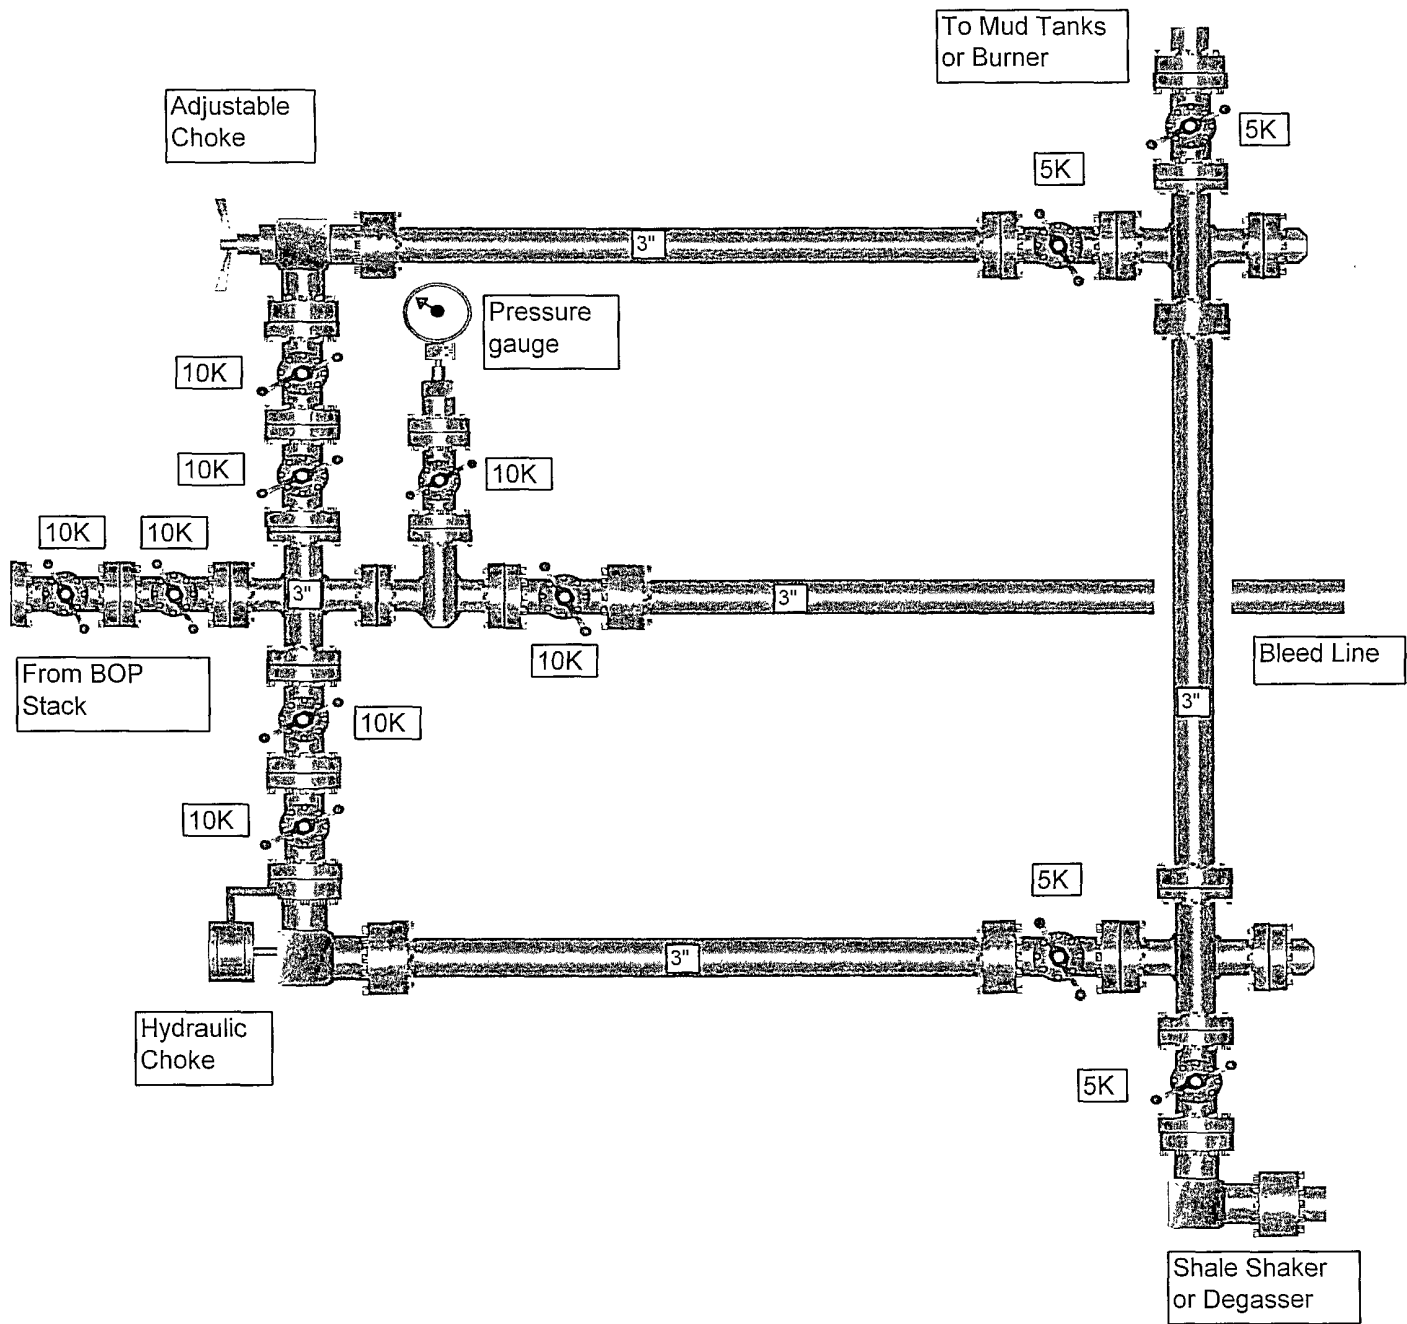 To Mud Tanks
or Burner
Adjustable
Choke
5K
5K
3"
Pressure
gauge
10K
10K
10K
10K
10K
3"
3"
10K
From BOP
Stack
Bleed Line
10K
3"
10K
5K
3"
Hydraulic
Choke
5K
Shale Shaker
or Degasser